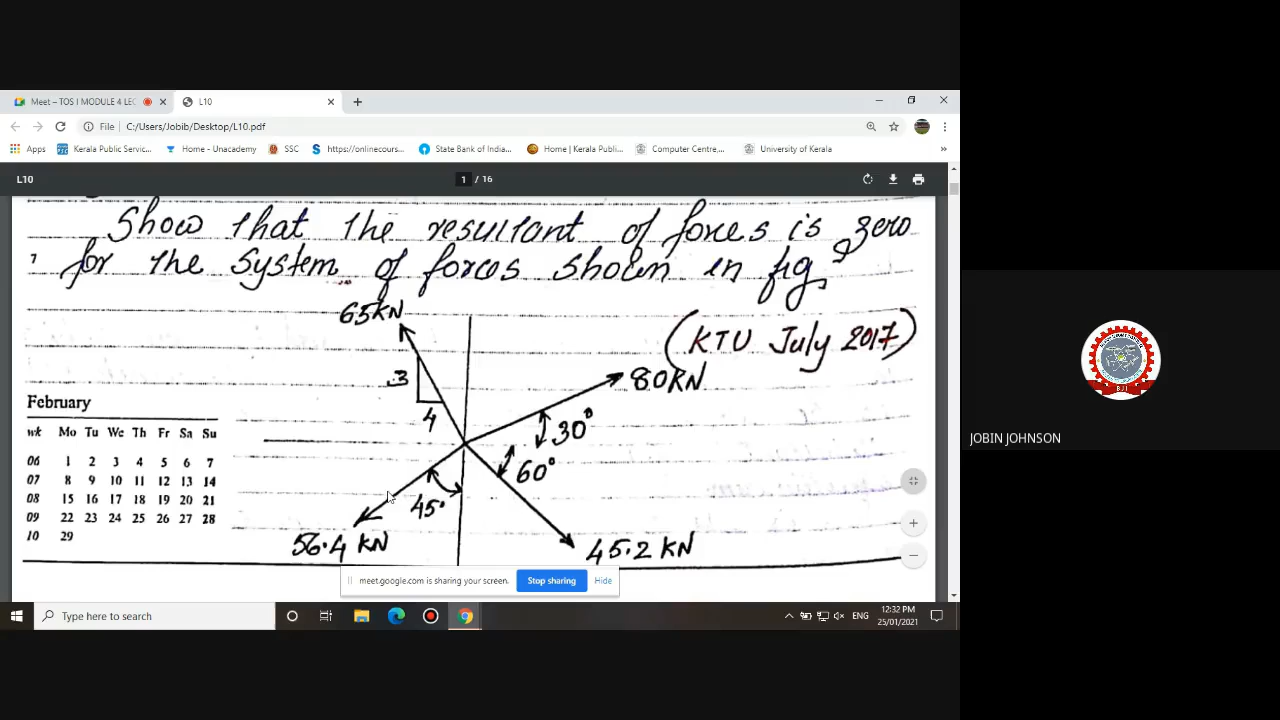 Meet – TOS I MODULE 4 LEC
L10
File
C:/Users/Jobib/Desktop/L10.pdf
Apps
Kerala Public Servic...
Home - Unacademy
SSC
https://onlinecours...
State Bank of India...
Home | Kerala Publi...
Computer Centre,...
University of Kerala
»
L10
1 / 16
Show that the resultant of forces is zero
7
for the system of forces shown in fig
65KN
(KTU July 2017)
3
80KN
4
30°
60°
45°
56.4 KN
45.2 KN
February
wk Mo Tu We Th Fr Sa Su
06 1 2 3 4 5 6 7
07 8 9 10 11 12 13 14
08 15 16 17 18 19 20 21
09 22 23 24 25 26 27 28
10 29
meet.google.com is sharing your screen.
Stop sharing
Hide
Type here to search
ENG
12:32 PM
25/01/2021
JOBIN JOHNSON
BJI